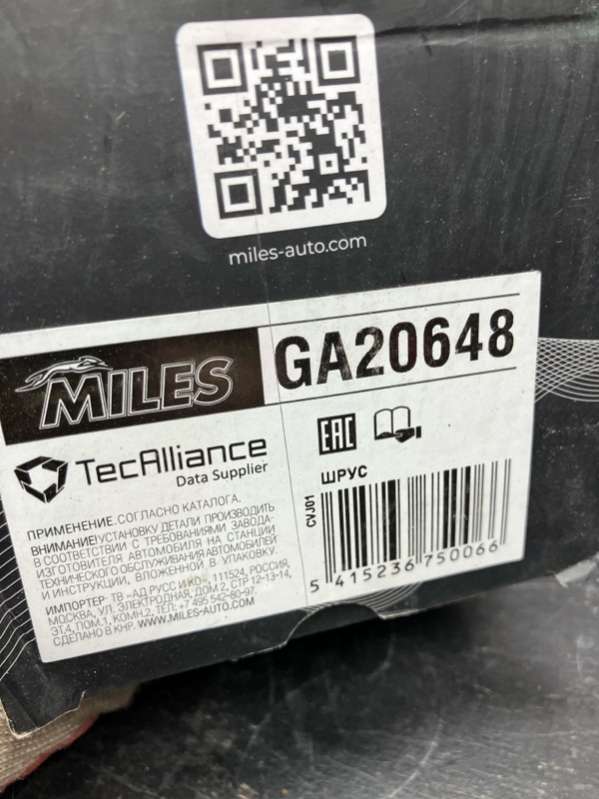 miles-auto.com
MILES
GA20648
TecAlliance
Data Supplier
EAC
ШРУС
CVJ01
5 415236 750066
ПРИМЕНЕНИЕ. СОГЛАСНО КАТАЛОГА.
ВНИМАНИЕ!УСТАНОВКУ ДЕТАЛИ ПРОИЗВОДИТЬ
В СООТВЕТСТВИИ С ТРЕБОВАНИЯМИ ЗАВОДА-
ИЗГОТОВИТЕЛЯ АВТОМОБИЛЯ НА СТАНЦИИ
ТЕХНИЧЕСКОГО ОБСЛУЖИВАНИЯ АВТОМОБИЛЕЙ
И ИНСТРУКЦИИ, ВЛОЖЕННОЙ В УПАКОВКУ.
ИМПОРТЕР- ТВ –АД РУСС ИКО, 111524, РОССИЯ,
МОСКВА, УЛ. ЭЛЕКТРОДНАЯ, ДОМ 2, СТР 12-13-14,
ЭТ.4, ПОМ.1, КОМН.2. ТЕЛ: +7 495 542-80-97.
СДЕЛАНО В КНР. WWW.MILES-AUTO.COM